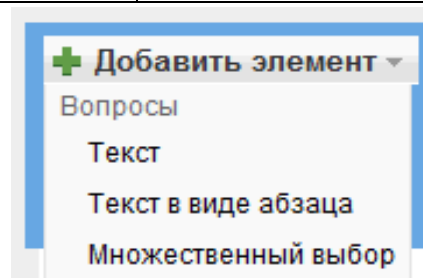 Добавить элемент
Вопросы
Текст
Текст в виде абзаца
Множественный выбор